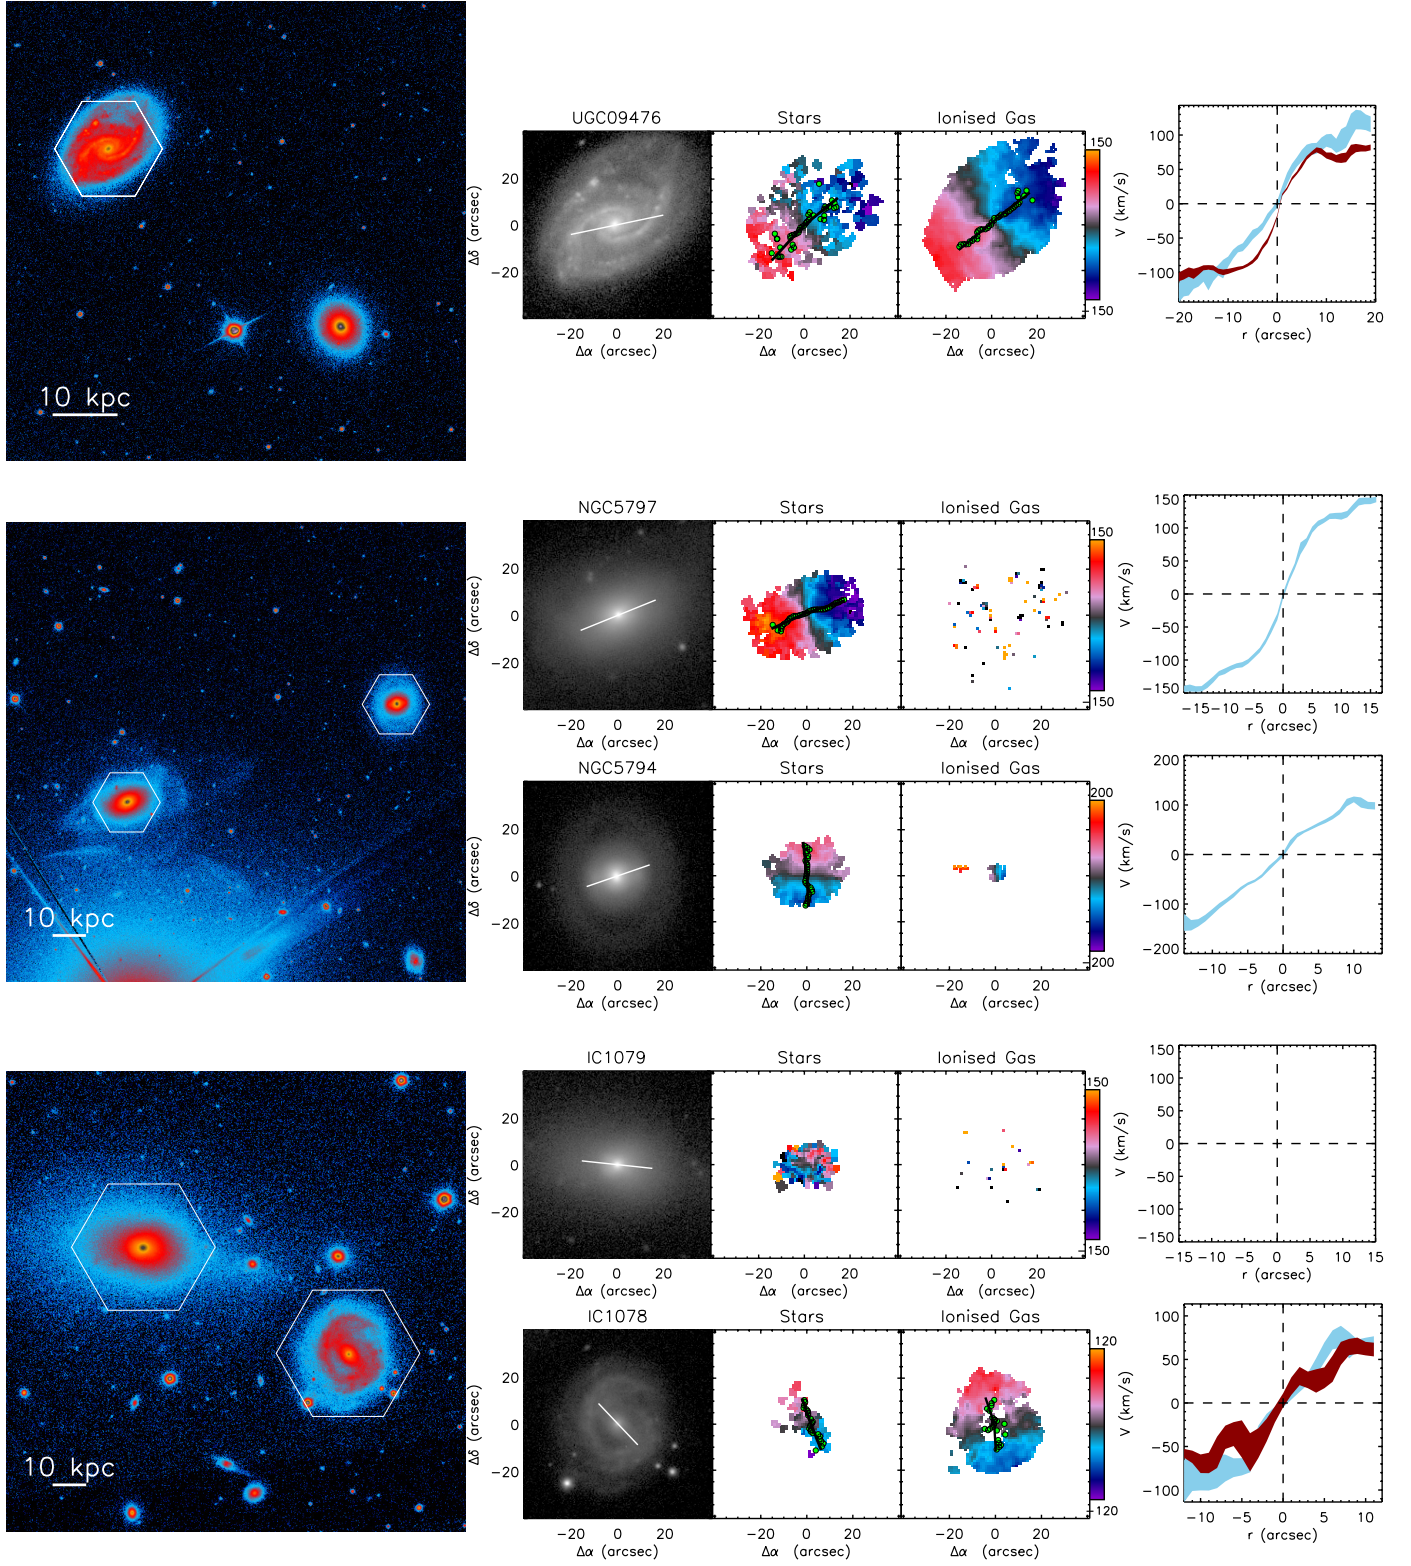 10 kpc
UGC09476 Stars Ionised Gas
Δδ (arcsec)
20
0
−20
−20 0 20 −20 0 20 −20 0 20
Δα (arcsec) Δα (arcsec) Δα (arcsec)
150
V (km/s)
150
100
50
0
−50
−100
−20 −10 0 10 20
r (arcsec)
10 kpc
NGC5797 Stars Ionised Gas
Δδ (arcsec)
20
0
−20
−20 0 20 −20 0 20 −20 0 20
Δα (arcsec) Δα (arcsec) Δα (arcsec)
150
V (km/s)
150
150
100
50
0
−50
−100
−150
−15 −10 −5 0 5 10 15
r (arcsec)
NGC5794 Stars Ionised Gas
Δδ (arcsec)
20
0
−20
−20 0 20 −20 0 20 −20 0 20
Δα (arcsec) Δα (arcsec) Δα (arcsec)
200
V (km/s)
200
200
100
0
−100
−200
−10 −5 0 5 10
r (arcsec)
10 kpc
IC1079 Stars Ionised Gas
Δδ (arcsec)
20
0
−20
−20 0 20 −20 0 20 −20 0 20
Δα (arcsec) Δα (arcsec) Δα (arcsec)
150
V (km/s)
150
150
100
50
0
−50
−100
−150
−15 −10 −5 0 5 10 15
r (arcsec)
IC1078 Stars Ionised Gas
Δδ (arcsec)
20
0
−20
−20 0 20 −20 0 20 −20 0 20
Δα (arcsec) Δα (arcsec) Δα (arcsec)
120
V (km/s)
120
100
50
0
−50
−100
−10 −5 0 5 10
r (arcsec)